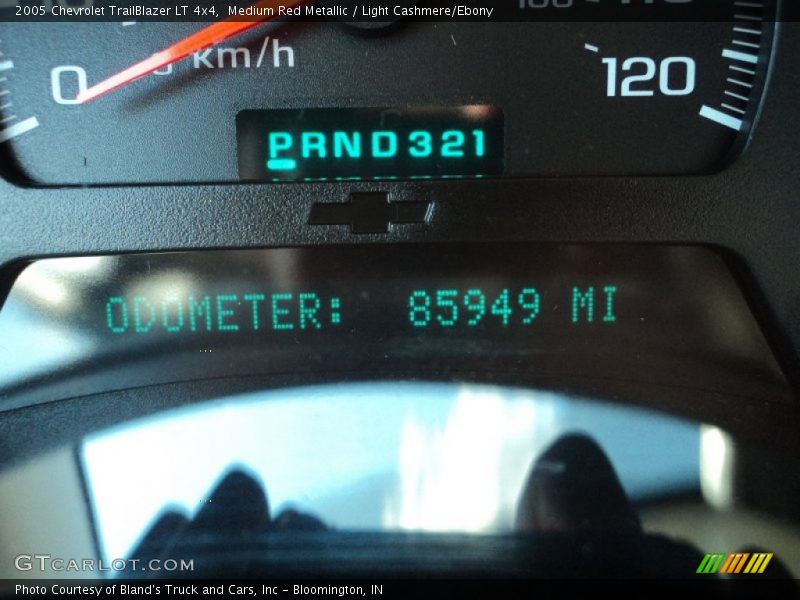 2005 Chevrolet TrailBlazer LT 4x4, Medium Red Metallic / Light Cashmere/Ebony
0 km/h
120
PRND321
ODOMETER: 85949 MI
GTCARLOT.COM
Photo Courtesy of Bland's Truck and Cars, Inc - Bloomington, IN